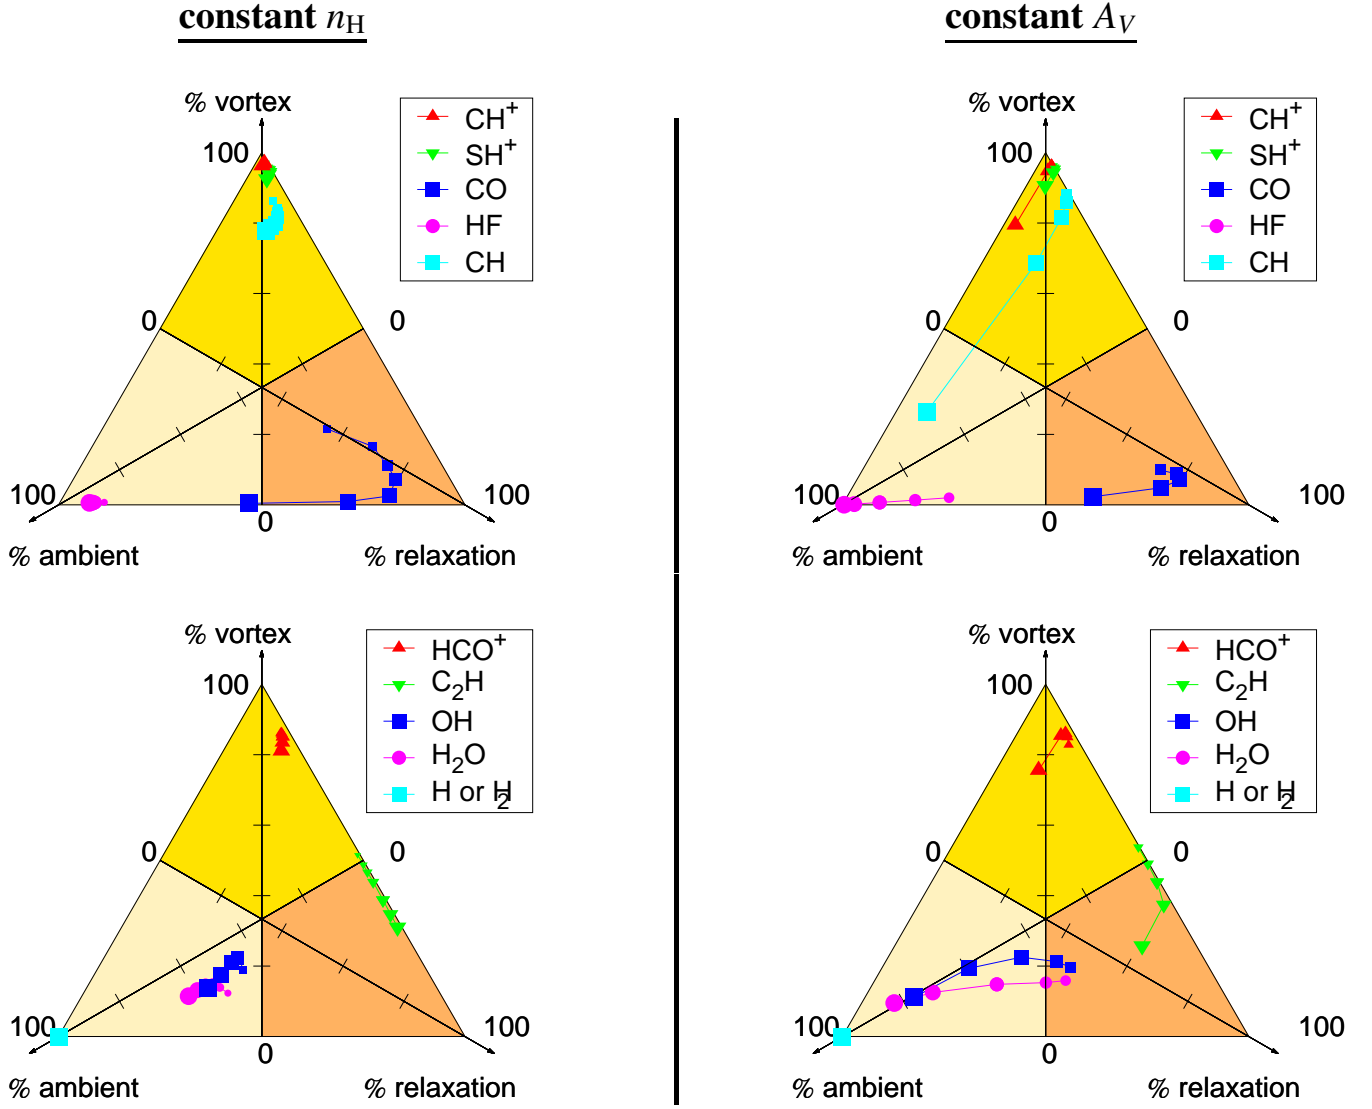 constant n_H
constant A_V
% vortex
100
CH⁺
SH⁺
CO
HF
CH
0
0
100
100
0
% ambient
% relaxation
% vortex
100
CH⁺
SH⁺
CO
HF
CH
0
0
100
100
0
% ambient
% relaxation
% vortex
100
HCO⁺
C₂H
OH
H₂O
H or H₂
0
0
100
100
0
% ambient
% relaxation
% vortex
100
HCO⁺
C₂H
OH
H₂O
H or H₂
0
0
100
100
0
% ambient
% relaxation